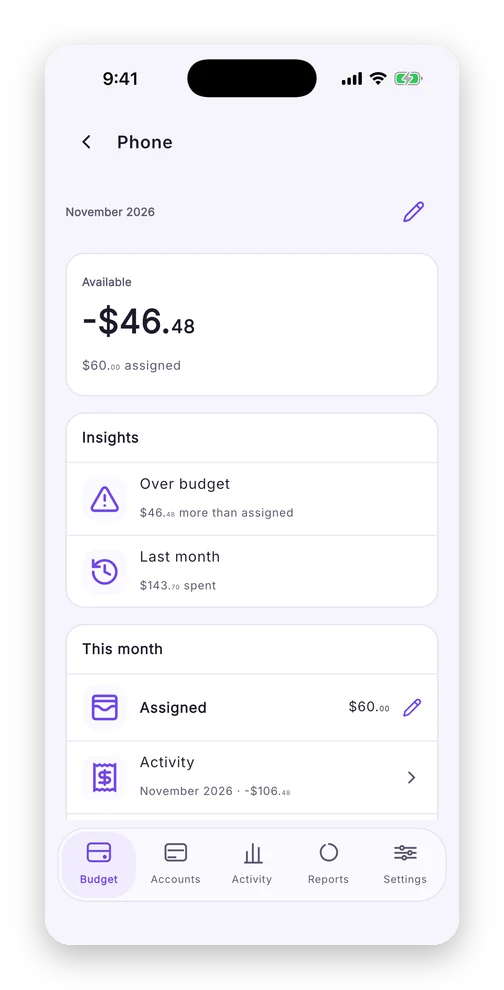 9:41
Phone
November 2026
Available
-$46.48
$60.00 assigned
Insights
Over budget
$46.48 more than assigned
Last month
$143.70 spent
This month
Assigned
$60.00
Activity
November 2026 · -$106.48
Budget
Accounts
Activity
Reports
Settings